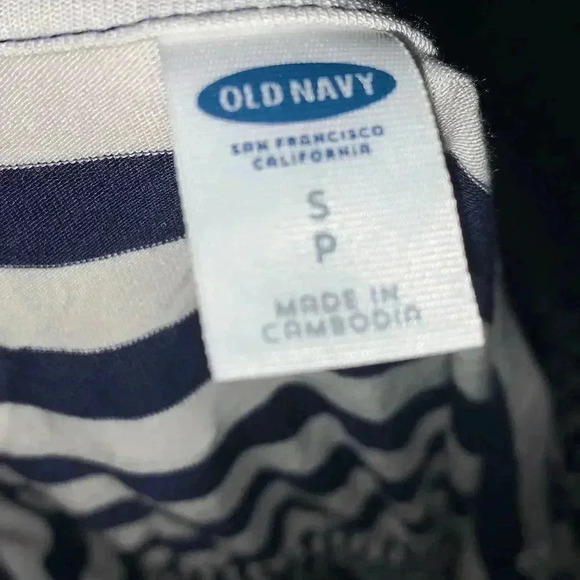 OLD NAVY
SAN FRANCISCO
CALIFORNIA
S
P
MADE IN
CAMBODIA